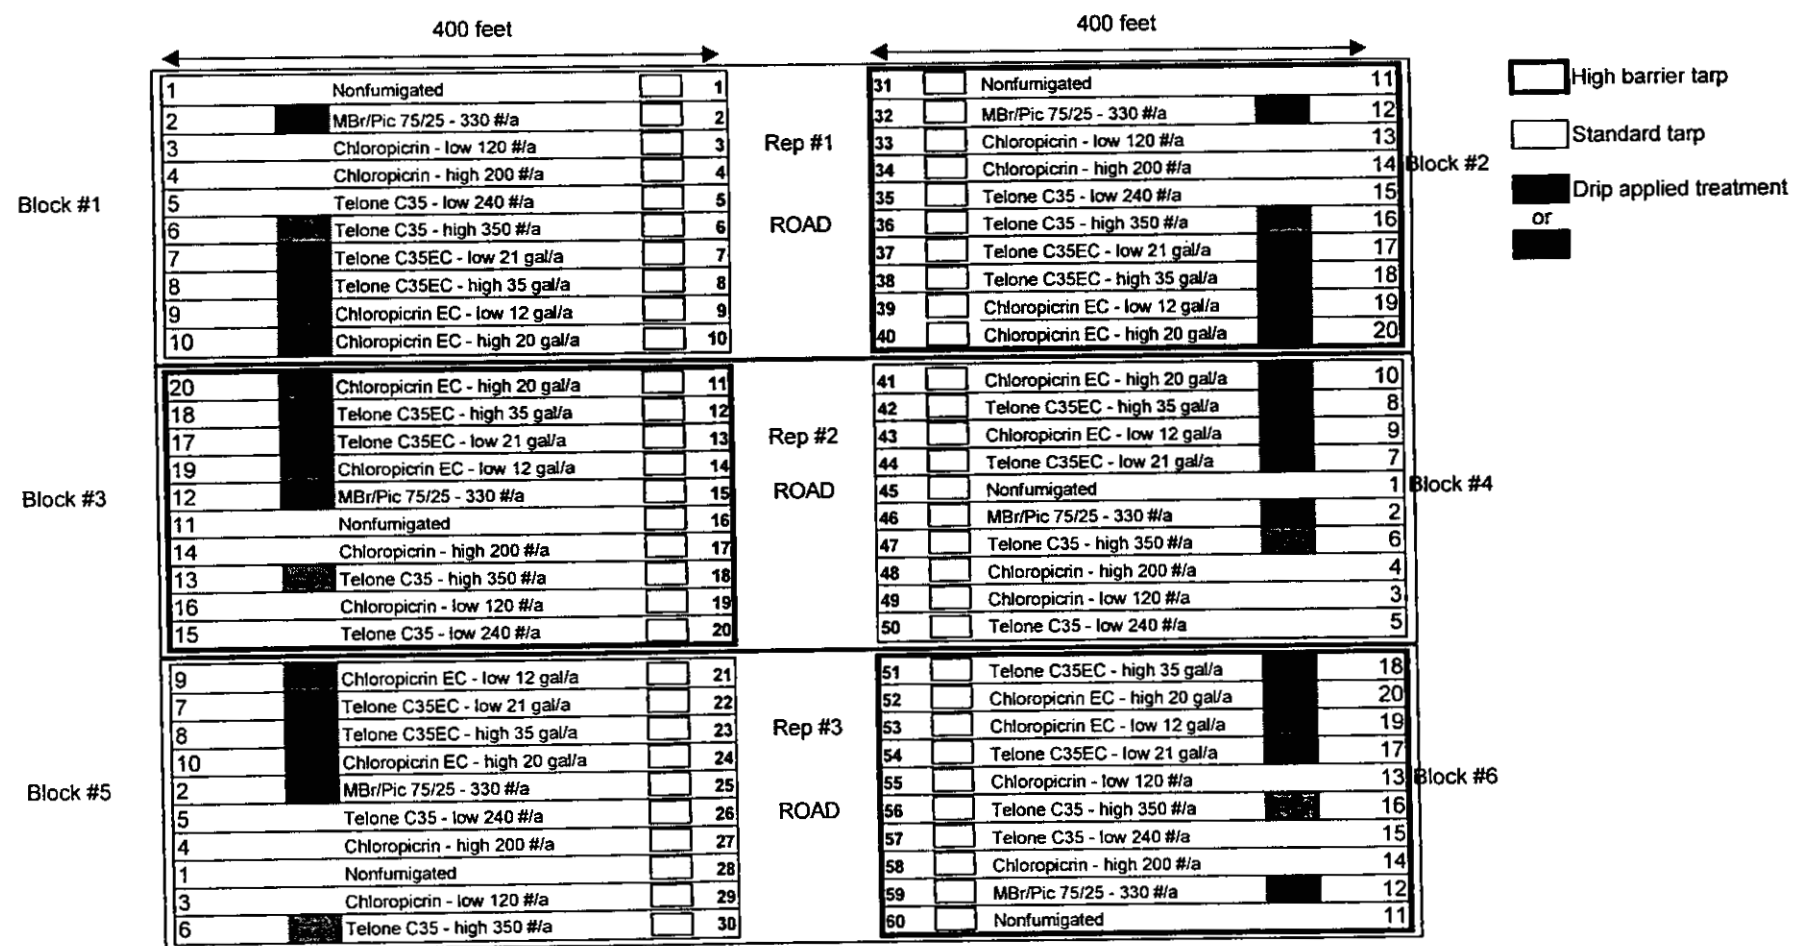 400 feet
400 feet
1 Nonfumigated 1
2 MBr/Pic 75/25 - 330 #/a 2
3 Chloropicrin - low 120 #/a 3
4 Chloropicrin - high 200 #/a 4
5 Telone C35 - low 240 #/a 5
6 Telone C35 - high 350 #/a 6
7 Telone C35EC - low 21 gal/a 7
8 Telone C35EC - high 35 gal/a 8
9 Chloropicrin EC - low 12 gal/a 9
10 Chloropicrin EC - high 20 gal/a 10
Block #1
Rep #1
ROAD
31 Nonfumigated 11
32 MBr/Pic 75/25 - 330 #/a 12
33 Chloropicrin - low 120 #/a 13
34 Chloropicrin - high 200 #/a 14
35 Telone C35 - low 240 #/a 15
36 Telone C35 - high 350 #/a 16
37 Telone C35EC - low 21 gal/a 17
38 Telone C35EC - high 35 gal/a 18
39 Chloropicrin EC - low 12 gal/a 19
40 Chloropicrin EC - high 20 gal/a 20
Block #2
High barrier tarp
Standard tarp
Drip applied treatment
or
20 Chloropicrin EC - high 20 gal/a 11
18 Telone C35EC - high 35 gal/a 12
17 Telone C35EC - low 21 gal/a 13
19 Chloropicrin EC - low 12 gal/a 14
12 MBr/Pic 75/25 - 330 #/a 15
11 Nonfumigated 16
14 Chloropicrin - high 200 #/a 17
13 Telone C35 - high 350 #/a 18
16 Chloropicrin - low 120 #/a 19
15 Telone C35 - low 240 #/a 20
Block #3
Rep #2
ROAD
41 Chloropicrin EC - high 20 gal/a 10
42 Telone C35EC - high 35 gal/a 8
43 Chloropicrin EC - low 12 gal/a 9
44 Telone C35EC - low 21 gal/a 7
45 Nonfumigated 1
46 MBr/Pic 75/25 - 330 #/a 2
47 Telone C35 - high 350 #/a 6
48 Chloropicrin - high 200 #/a 4
49 Chloropicrin - low 120 #/a 3
50 Telone C35 - low 240 #/a 5
Block #4
9 Chloropicrin EC - low 12 gal/a 21
7 Telone C35EC - low 21 gal/a 22
8 Telone C35EC - high 35 gal/a 23
10 Chloropicrin EC - high 20 gal/a 24
2 MBr/Pic 75/25 - 330 #/a 25
5 Telone C35 - low 240 #/a 26
4 Chloropicrin - high 200 #/a 27
1 Nonfumigated 28
3 Chloropicrin - low 120 #/a 29
6 Telone C35 - high 350 #/a 30
Block #5
Rep #3
ROAD
51 Telone C35EC - high 35 gal/a 18
52 Chloropicrin EC - high 20 gal/a 20
53 Chloropicrin EC - low 12 gal/a 19
54 Telone C35EC - low 21 gal/a 17
55 Chloropicrin - low 120 #/a 13
56 Telone C35 - high 350 #/a 16
57 Telone C35 - low 240 #/a 15
58 Chloropicrin - high 200 #/a 14
59 MBr/Pic 75/25 - 330 #/a 12
60 Nonfumigated 11
Block #6